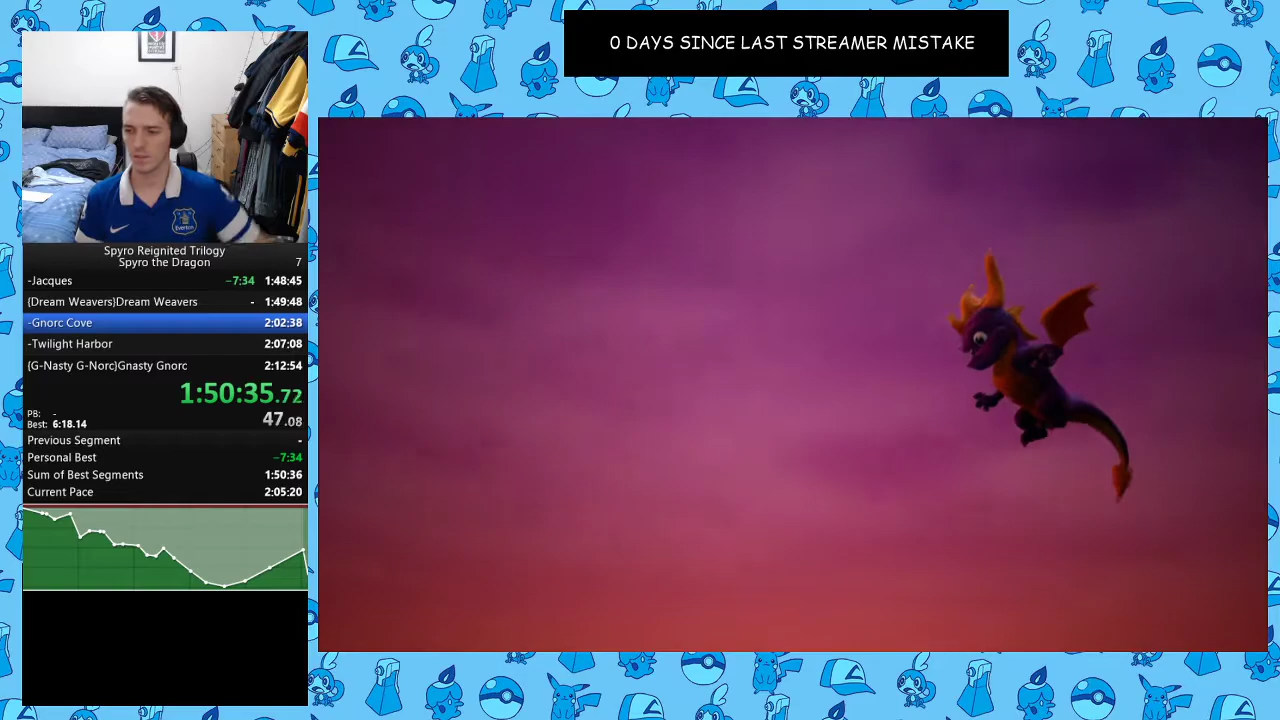 0 DAYS SINCE LAST STREAMER MISTAKE
Everton
Spyro Reignited Trilogy
Spyro the Dragon 7
-Jacques -7:34 1:48:45
{Dream Weavers}Dream Weavers - 1:49:48
-Gnorc Cove 2:02:38
-Twilight Harbor 2:07:08
{G-Nasty G-Norc}Gnasty Gnorc 2:12:54
1:50:35.72
PB: - 47.08
Best: 6:18.14
Previous Segment -
Personal Best -7:34
Sum of Best Segments 1:50:36
Current Pace 2:05:20